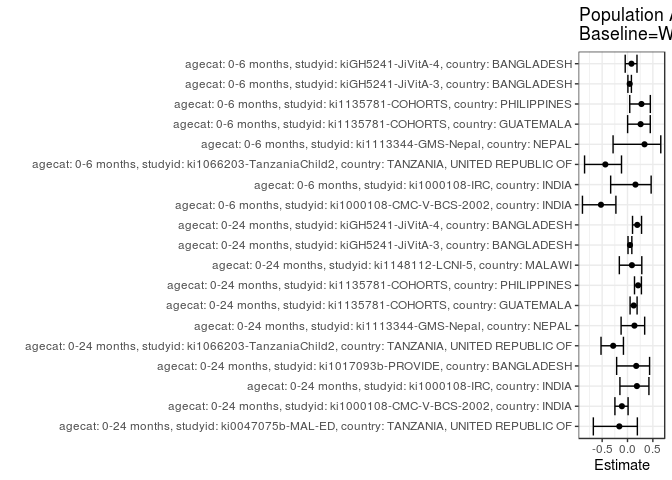 Population A
Baseline=W
agecat: 0-6 months, studyid: kiGH5241-JiVitA-4, country: BANGLADESH
agecat: 0-6 months, studyid: kiGH5241-JiVitA-3, country: BANGLADESH
agecat: 0-6 months, studyid: ki1135781-COHORTS, country: PHILIPPINES
agecat: 0-6 months, studyid: ki1135781-COHORTS, country: GUATEMALA
agecat: 0-6 months, studyid: ki1113344-GMS-Nepal, country: NEPAL
agecat: 0-6 months, studyid: ki1066203-TanzaniaChild2, country: TANZANIA, UNITED REPUBLIC OF
agecat: 0-6 months, studyid: ki1000108-IRC, country: INDIA
agecat: 0-6 months, studyid: ki1000108-CMC-V-BCS-2002, country: INDIA
agecat: 0-24 months, studyid: kiGH5241-JiVitA-4, country: BANGLADESH
agecat: 0-24 months, studyid: kiGH5241-JiVitA-3, country: BANGLADESH
agecat: 0-24 months, studyid: ki1148112-LCNI-5, country: MALAWI
agecat: 0-24 months, studyid: ki1135781-COHORTS, country: PHILIPPINES
agecat: 0-24 months, studyid: ki1135781-COHORTS, country: GUATEMALA
agecat: 0-24 months, studyid: ki1113344-GMS-Nepal, country: NEPAL
agecat: 0-24 months, studyid: ki1066203-TanzaniaChild2, country: TANZANIA, UNITED REPUBLIC OF
agecat: 0-24 months, studyid: ki1017093b-PROVIDE, country: BANGLADESH
agecat: 0-24 months, studyid: ki1000108-IRC, country: INDIA
agecat: 0-24 months, studyid: ki1000108-CMC-V-BCS-2002, country: INDIA
agecat: 0-24 months, studyid: ki0047075b-MAL-ED, country: TANZANIA, UNITED REPUBLIC OF
-0.5 0.0 0.5
Estimate